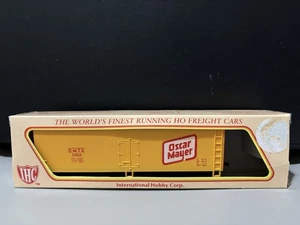 THE WORLD'S FINEST RUNNING HO FREIGHT CARS
Oscar
Mayer
IHC
International Hobby Corp.